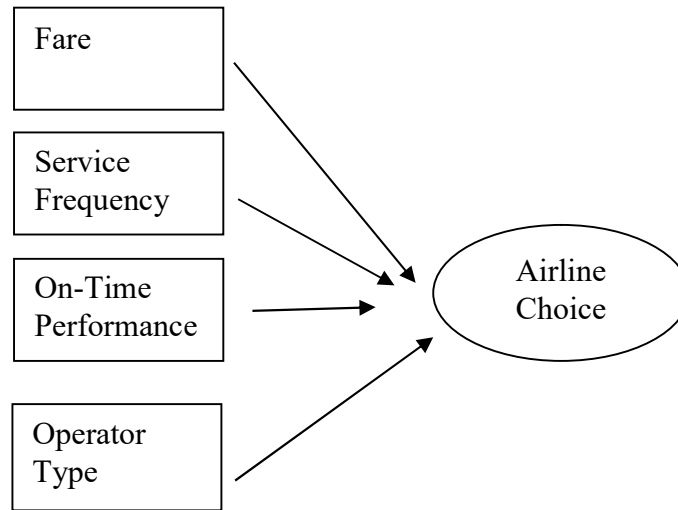 Fare
Service
Frequency
On-Time
Performance
Operator
Type
Airline
Choice